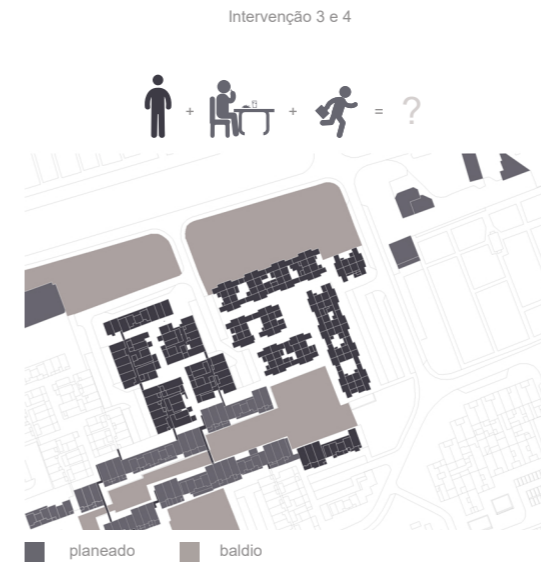 Intervenção 3 e 4
+ + = ?
planeado baldio